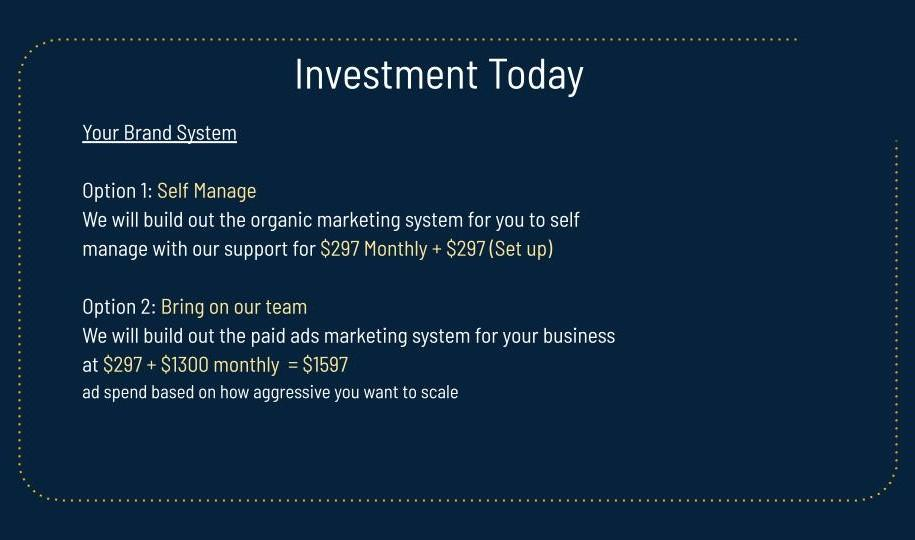 Investment Today
Your Brand System
Option 1: Self Manage
We will build out the organic marketing system for you to self
manage with our support for $297 Monthly + $297 (Set up)
Option 2: Bring on our team
We will build out the paid ads marketing system for your business
at $297 + $1300 monthly  = $1597
ad spend based on how aggressive you want to scale